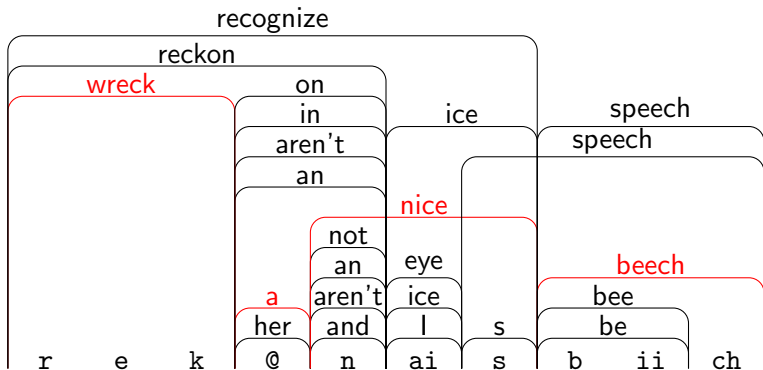 recognize
reckon
wreck on
in ice speech
aren't speech
an
nice
not
an eye beech
a aren't ice bee
her and I s be
r e k @ n ai s b ii ch